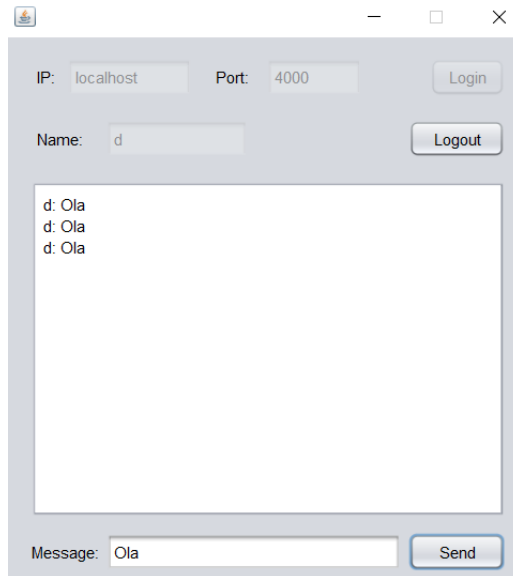 IP: localhost Port: 4000 Login
Name: d Logout
d: Ola
d: Ola
d: Ola
Message: Ola Send